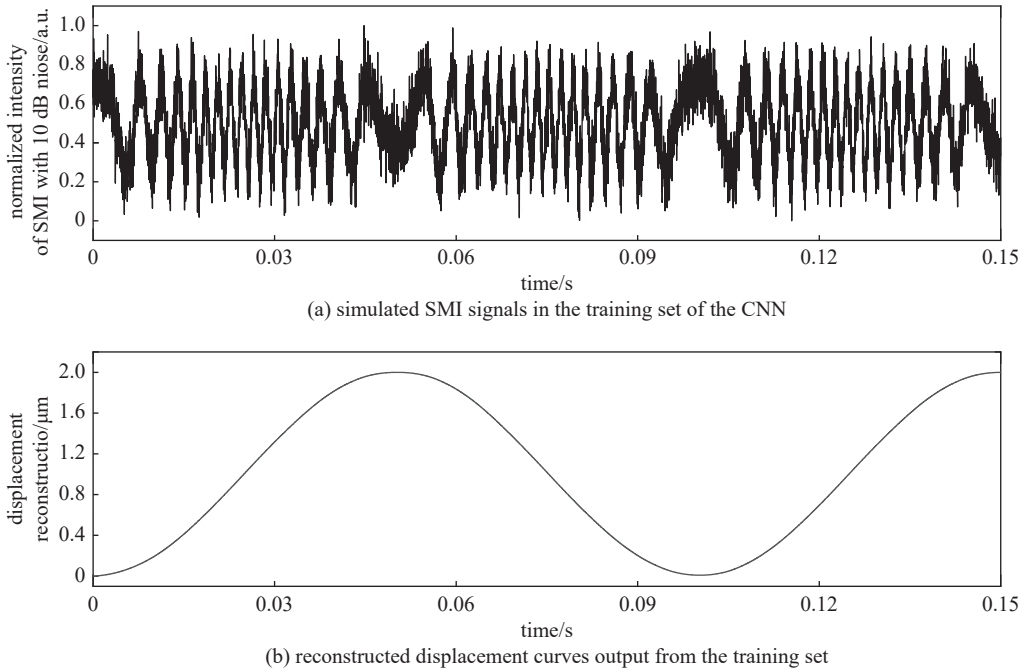 normalized intensity
of SMI with 10 dB niose/a.u.
1.0
0.8
0.6
0.4
0.2
0
0 0.03 0.06 0.09 0.12 0.15
time/s
(a) simulated SMI signals in the training set of the CNN
displacement
reconstructio/μm
2.0
1.6
1.2
0.8
0.4
0
0 0.03 0.06 0.09 0.12 0.15
time/s
(b) reconstructed displacement curves output from the training set